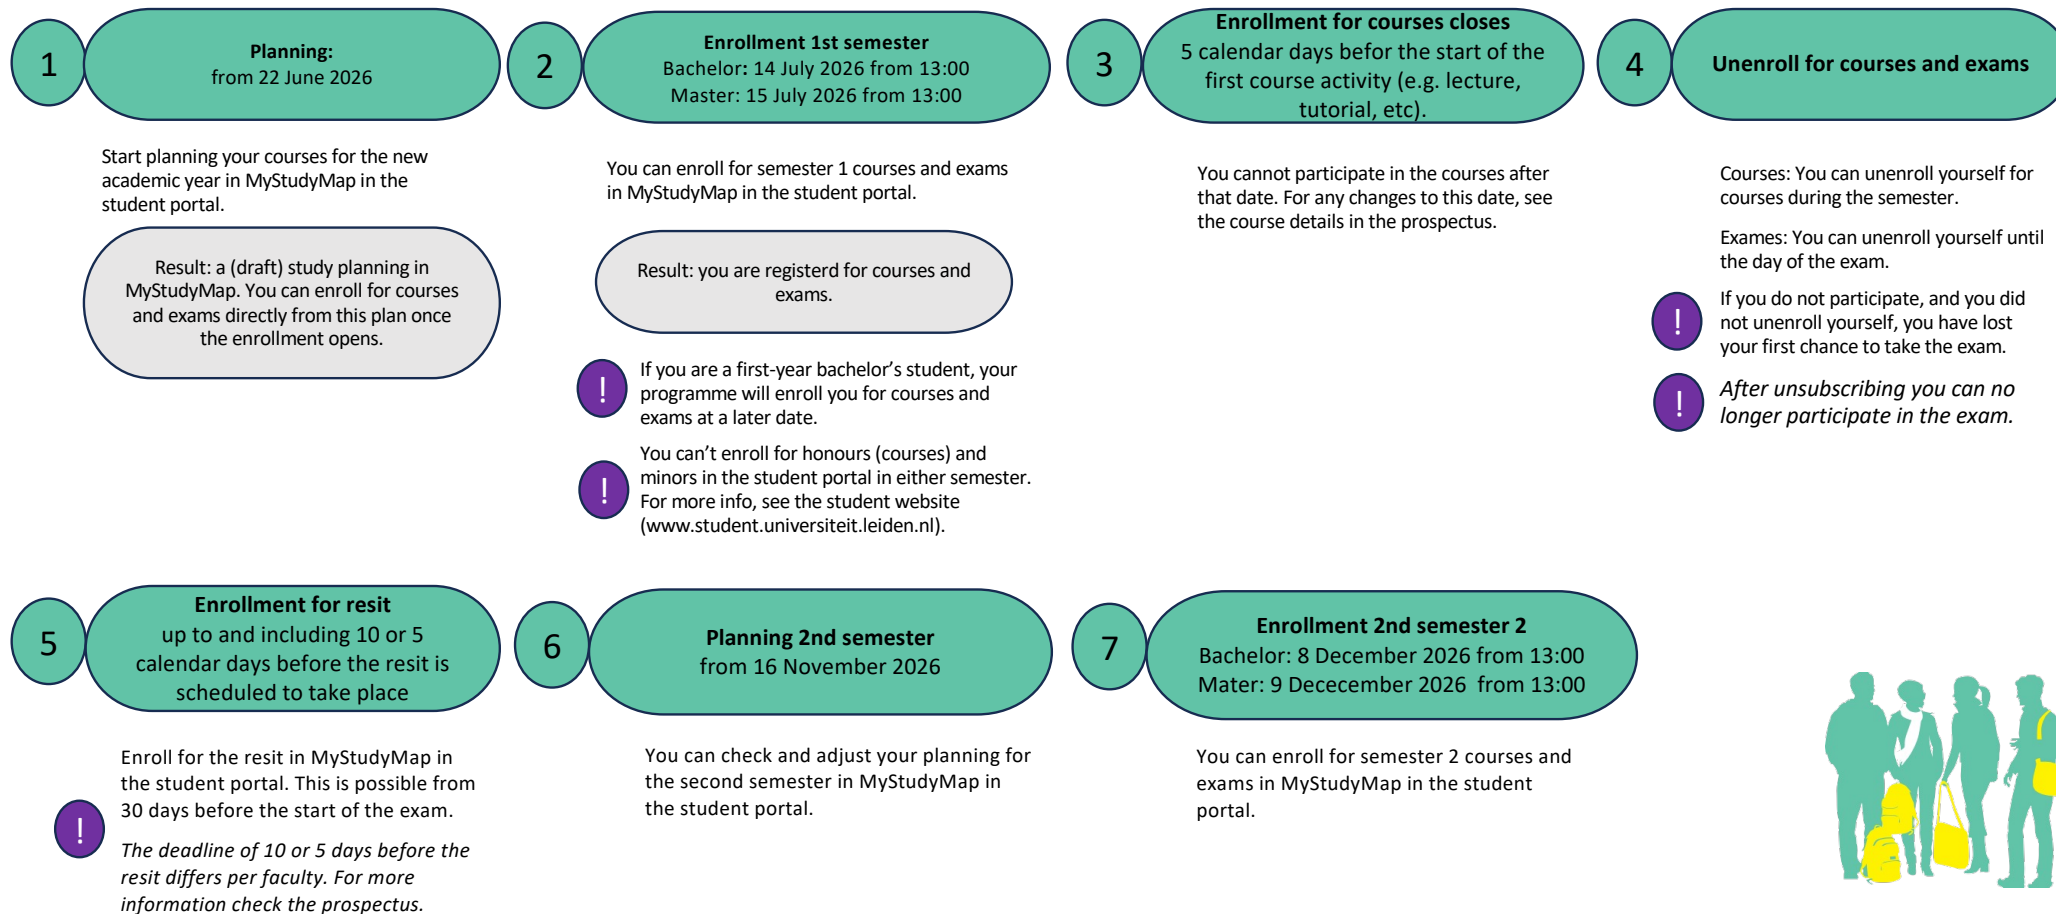 1
Planning:
from 22 June 2026
Start planning your courses for the new
academic year in MyStudyMap in the
student portal.
Result: a (draft) study planning in
MyStudyMap. You can enroll for courses
and exams directly from this plan once
the enrollment opens.
2
Enrollment 1st semester
Bachelor: 14 July 2026 from 13:00
Master: 15 July 2026 from 13:00
You can enroll for semester 1 courses and exams
in MyStudyMap in the student portal.
Result: you are registerd for courses and
exams.
!
If you are a first-year bachelor’s student, your
programme will enroll you for courses and
exams at a later date.
!
You can’t enroll for honours (courses) and
minors in the student portal in either semester.
For more info, see the student website
(www.student.universiteit.leiden.nl).
3
Enrollment for courses closes
5 calendar days befor the start of the
first course activity (e.g. lecture,
tutorial, etc).
You cannot participate in the courses after
that date. For any changes to this date, see
the course details in the prospectus.
4
Unenroll for courses and exams
Courses: You can unenroll yourself for
courses during the semester.
Exames: You can unenroll yourself until
the day of the exam.
!
If you do not participate, and you did
not unenroll yourself, you have lost
your first chance to take the exam.
!
After unsubscribing you can no
longer participate in the exam.
5
Enrollment for resit
up to and including 10 or 5
calendar days before the resit is
scheduled to take place
Enroll for the resit in MyStudyMap in
the student portal. This is possible from
30 days before the start of the exam.
!
The deadline of 10 or 5 days before the
resit differs per faculty. For more
information check the prospectus.
6
Planning 2nd semester
from 16 November 2026
You can check and adjust your planning for
the second semester in MyStudyMap in
the student portal.
7
Enrollment 2nd semester 2
Bachelor: 8 December 2026 from 13:00
Mater: 9 Dececember 2026 from 13:00
You can enroll for semester 2 courses and
exams in MyStudyMap in the student
portal.